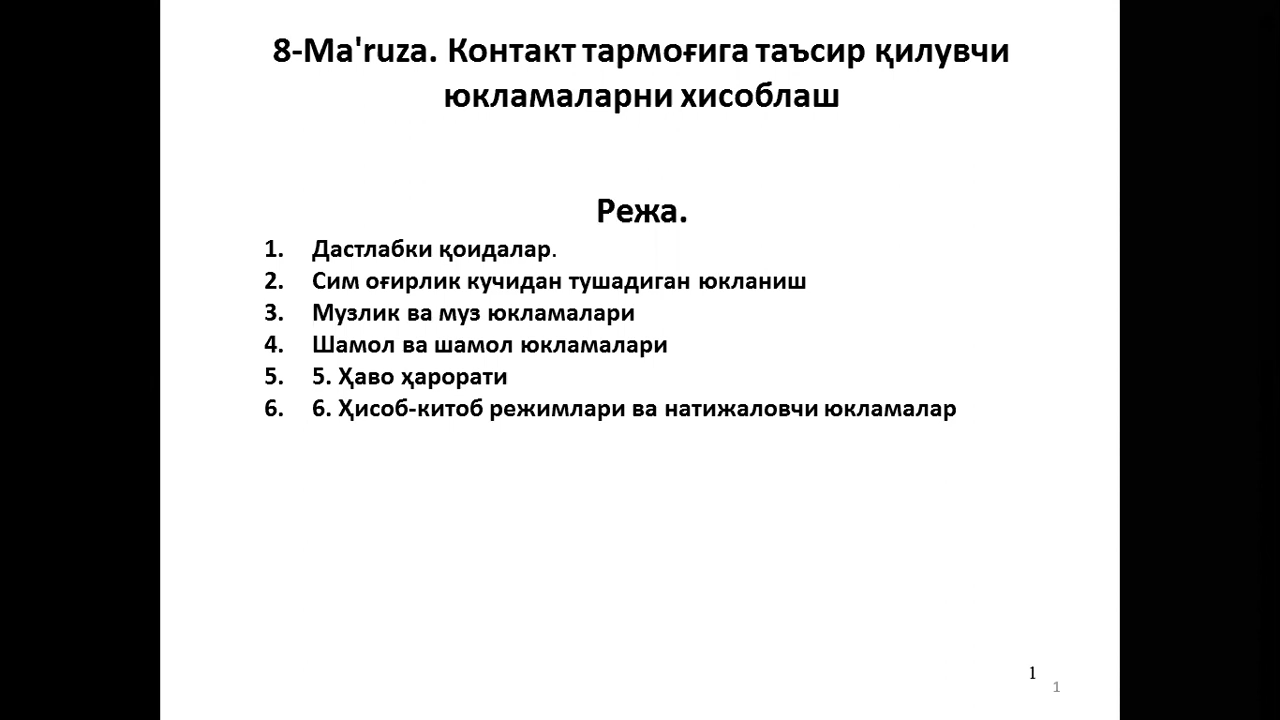 8-Ma'ruza. Контакт тармоғига таъсир қилувчи
юкламаларни хисоблаш
Режа.
1. Дастлабки қоидалар.
2. Сим оғирлик кучидан тушадиган юкланиш
3. Музлик ва муз юкламалари
4. Шамол ва шамол юкламалари
5. 5. Ҳаво ҳарорати
6. 6. Ҳисоб-китоб режимлари ва натижаловчи юкламалар
1
1